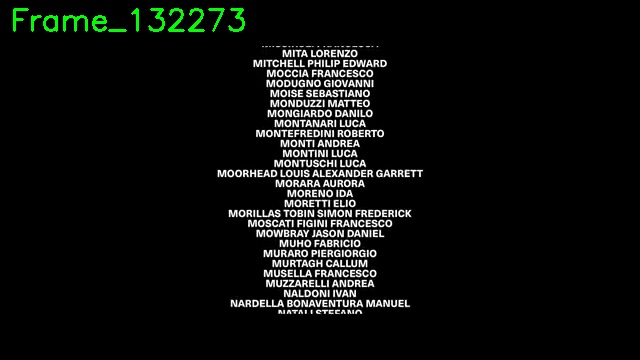 Frame_132273
MITA LORENZO
MITCHELL PHILIP EDWARD
MOCCIA FRANCESCO
MODUGNO GIOVANNI
MOISE SEBASTIANO
MONDUZZI MATTEO
MONGIARDO DANILO
MONTANARI LUCA
MONTEFREDINI ROBERTO
MONTI ANDREA
MONTINI LUCA
MONTUSCHI LUCA
MOORHEAD LOUIS ALEXANDER GARRETT
MORARA AURORA
MORENO IDA
MORETTI ELIO
MORILLAS TOBIN SIMON FREDERICK
MOSCATI FIGINI FRANCESCO
MOWBRAY JASON DANIEL
MUHO FABRICIO
MURARO PIERGIORGIO
MURTAGH CALLUM
MUSELLA FRANCESCO
MUZZARELLI ANDREA
NALDONI IVAN
NARDELLA BONAVENTURA MANUEL
NATALI STEFANO